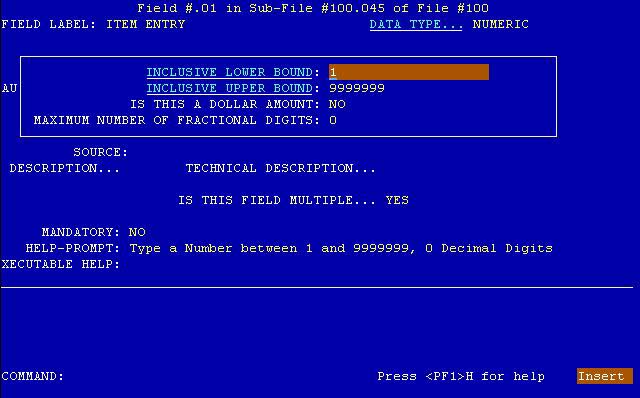 Field #.01 in Sub-File #100.045 of File #100
FIELD LABEL: ITEM ENTRY DATA TYPE... NUMERIC
INCLUSIVE LOWER BOUND: 1
AU INCLUSIVE UPPER BOUND: 9999999
IS THIS A DOLLAR AMOUNT: NO
MAXIMUM NUMBER OF FRACTIONAL DIGITS: 0
SOURCE:
DESCRIPTION... TECHNICAL DESCRIPTION...
IS THIS FIELD MULTIPLE... YES
MANDATORY: NO
HELP-PROMPT: Type a Number between 1 and 9999999, 0 Decimal Digits
XECUTABLE HELP:
COMMAND: Press <PF1>H for help Insert